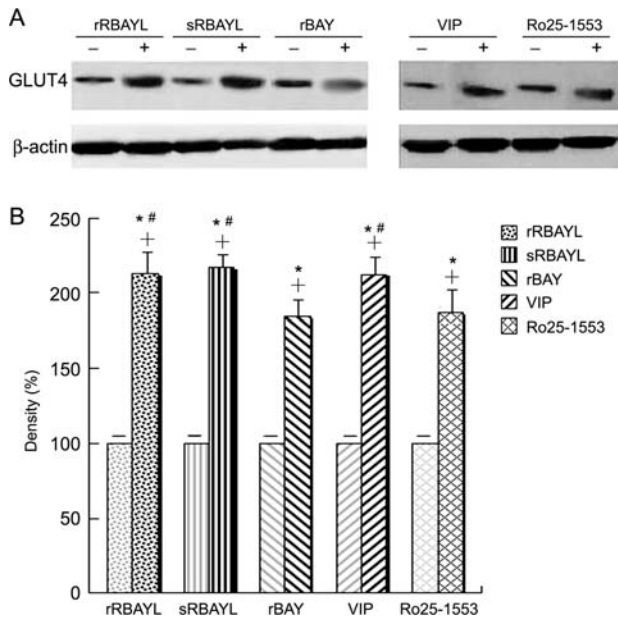 A
rRBAYL sRBAYL rBAY VIP Ro25-1553
– + – + – + – + – +
GLUT4
β-actin
B
250
200
150
100
50
0
Density (%)
* # * # * * # *
+ + + + +
– – – – –
rRBAYL
sRBAYL
rBAY
VIP
Ro25-1553
rRBAYL sRBAYL rBAY VIP Ro25-1553